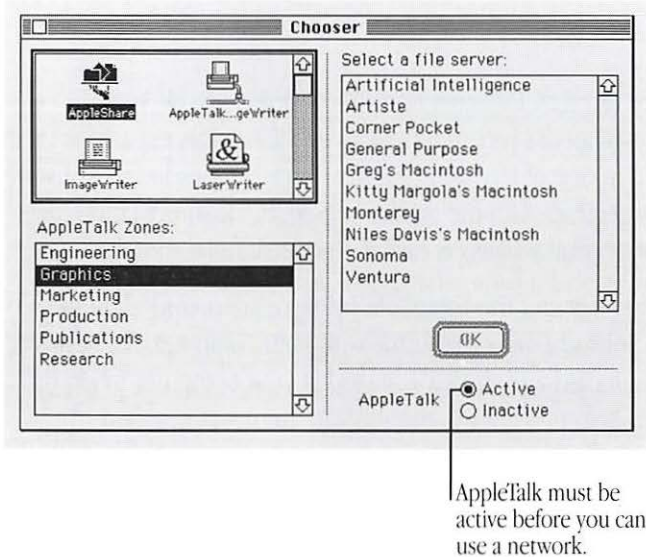 Chooser
AppleShare
AppleTalk...geWriter
ImageWriter
LaserWriter
AppleTalk Zones:
Engineering
Graphics
Marketing
Production
Publications
Research
Select a file server:
Artificial Intelligence
Artiste
Corner Pocket
General Purpose
Greg's Macintosh
Kitty Margola's Macintosh
Monterey
Niles Davis's Macintosh
Sonoma
Ventura
OK
AppleTalk
Active
Inactive
AppleTalk must be
active before you can
use a network.